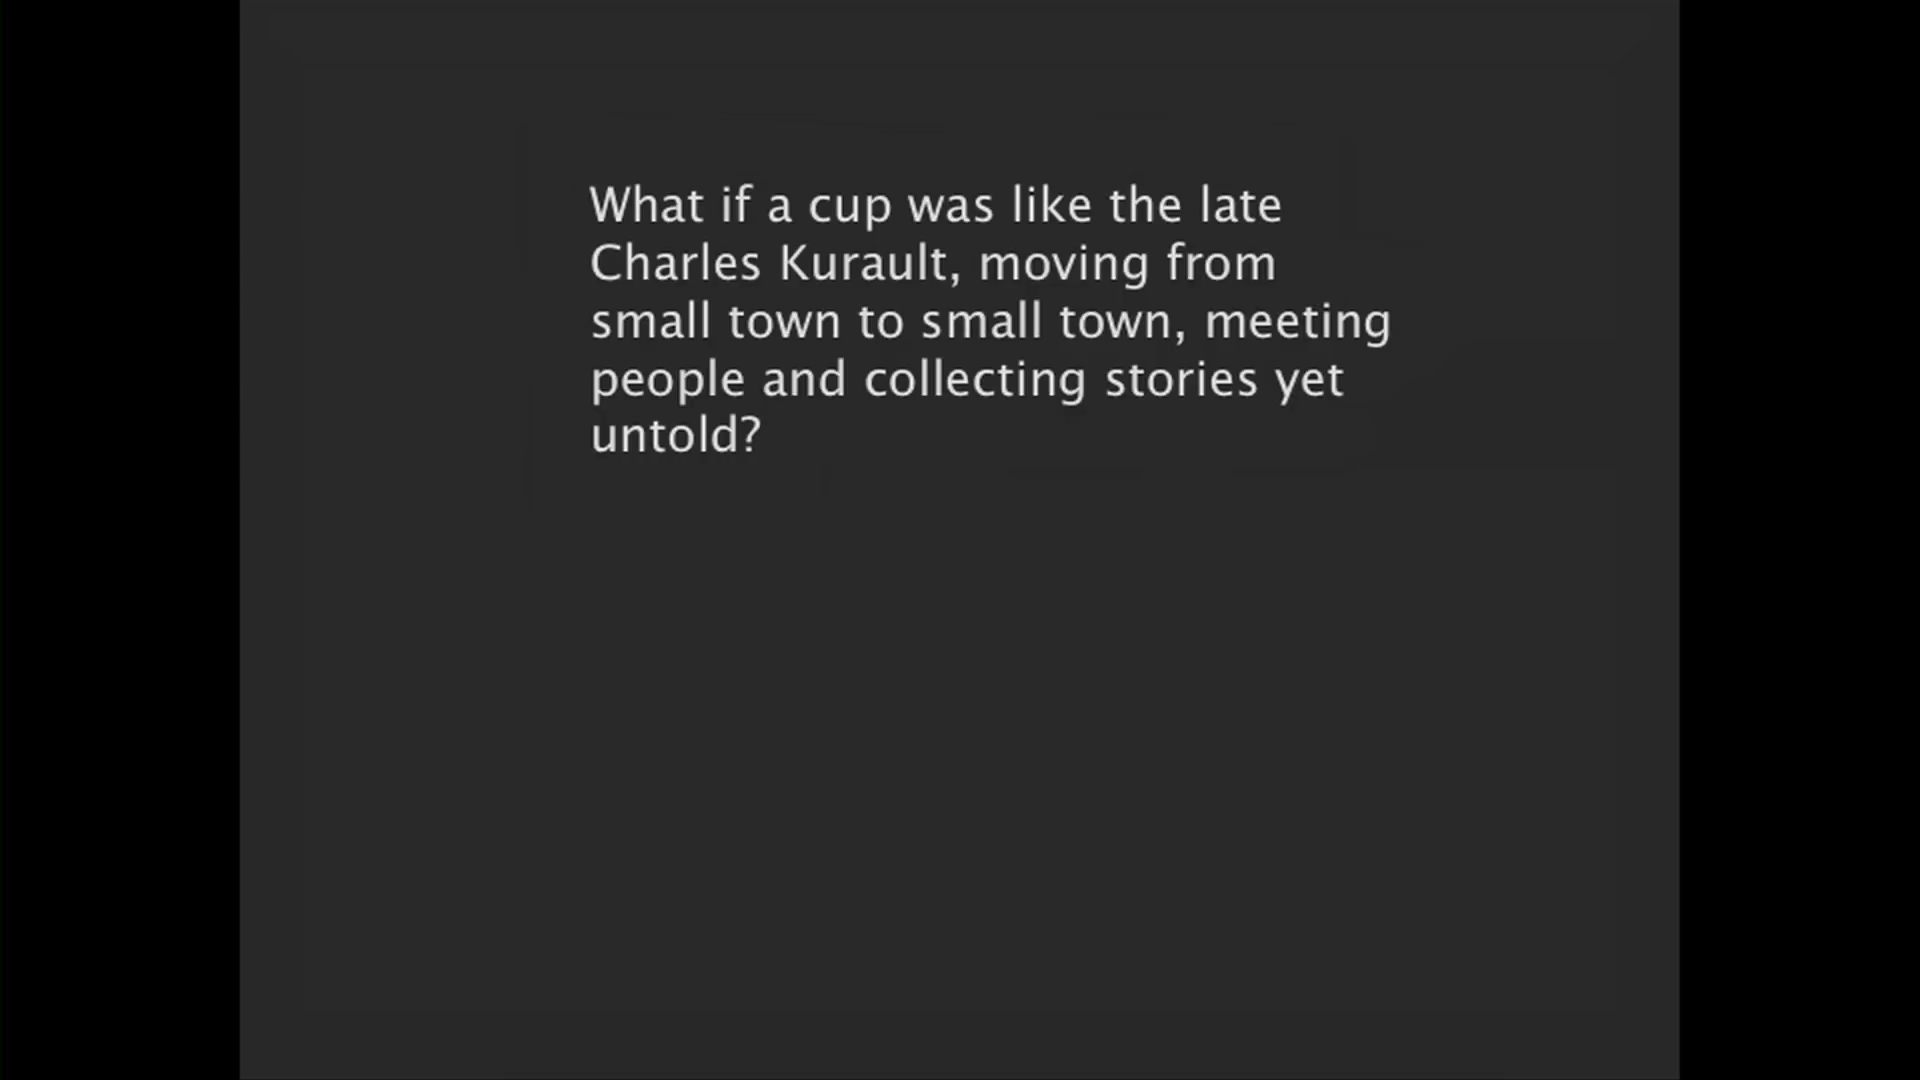 What if a cup was like the late
Charles Kurault, moving from
small town to small town, meeting
people and collecting stories yet
untold?